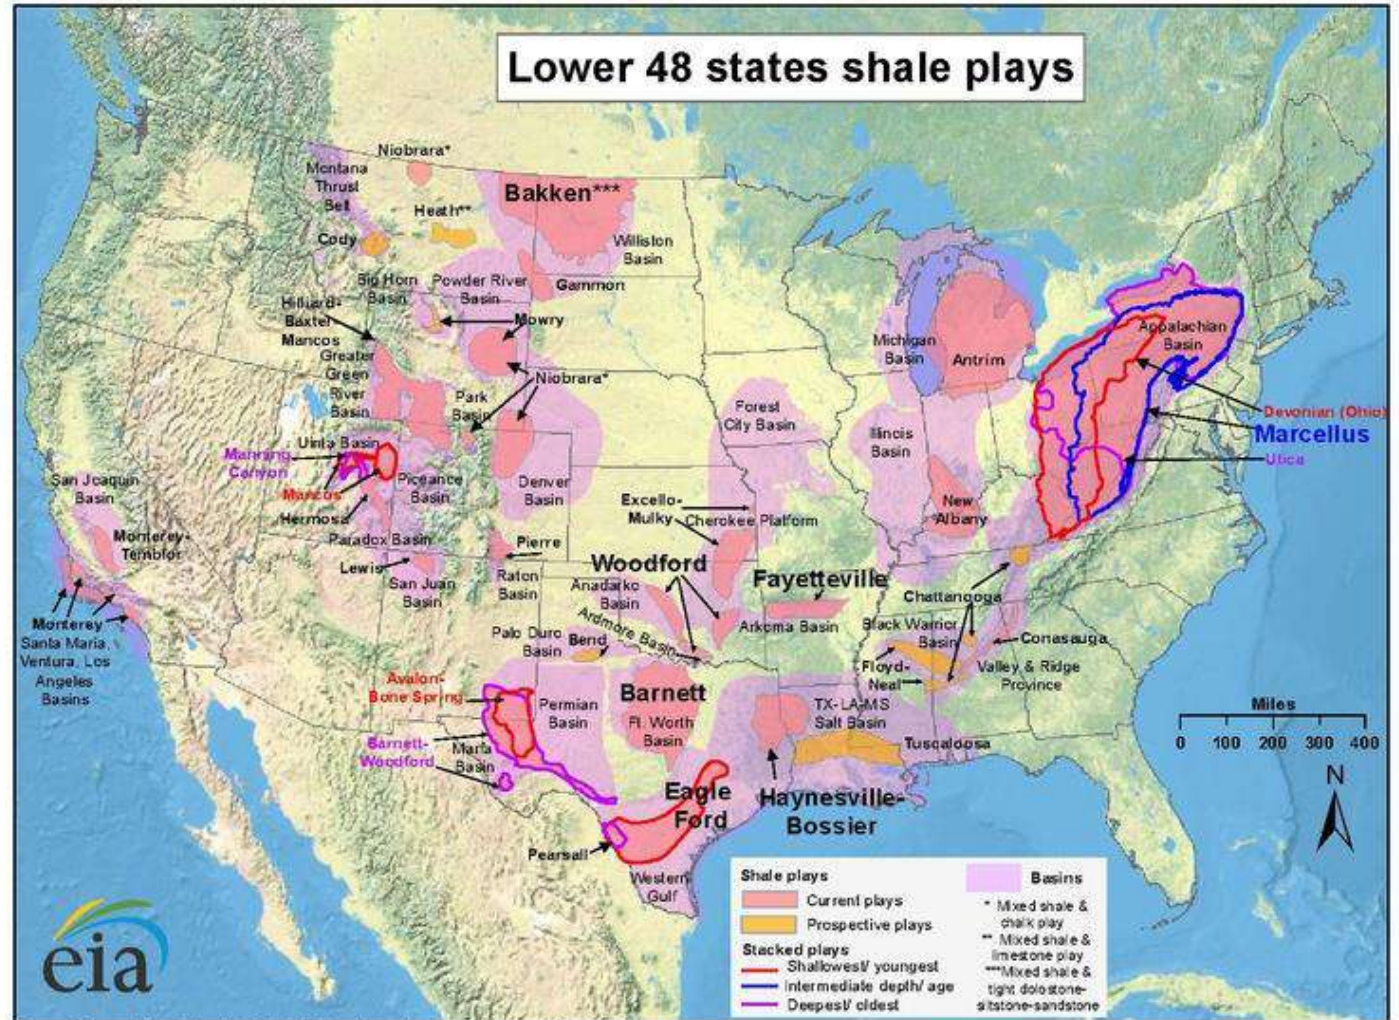 Lower 48 states shale plays
Niobrara*
Montana
Thrust
Belt
Bakken***
Heath**
Cody
Williston
Basin
Big Horn
Basin
Powder River
Basin
Gammon
Hilliard-
Baxter-
Mancos
Mowry
Greater
Green
River
Basin
Niobrara*
Park
Basin
Michigan
Basin
Antrim
Appalachian
Basin
Forest
City Basin
Illinois
Basin
Devonian (Ohio)
Marcellus
Utica
Uinta Basin
Manning
Canyon
Mancos
Piceance
Basin
Denver
Basin
San Joaquin
Basin
Hermosa
Excello-
Mulky
Cherokee Platform
New
Albany
Monterey-
Temblor
Paradox Basin
Pierre
Lewis
San Juan
Basin
Raton
Basin
Woodford
Anadarko
Basin
Fayetteville
Chattanooga
Ardmore Basin
Arkoma Basin
Black Warrior
Basin
Conasauga
Monterey
Santa Maria,
Ventura, Los
Angeles
Basins
Palo Duro
Basin
Bend
Floyd-
Neal
Valley & Ridge
Province
Avalon-
Bone Spring
Permian
Basin
Barnett
Ft. Worth
Basin
TX-LA-MS
Salt Basin
Tuscaloosa
Barnett-
Woodford
Marfa
Basin
Eagle
Ford
Haynesville-
Bossier
Pearsall
Western
Gulf
Miles
0 100 200 300 400
N
Shale plays
Current plays
Prospective plays
Stacked plays
Shallowest/ youngest
Intermediate depth/ age
Deepest/ oldest
Basins
* Mixed shale &
chalk play
** Mixed shale &
limestone play
***Mixed shale &
tight dolostone-
siltstone-sandstone
eia